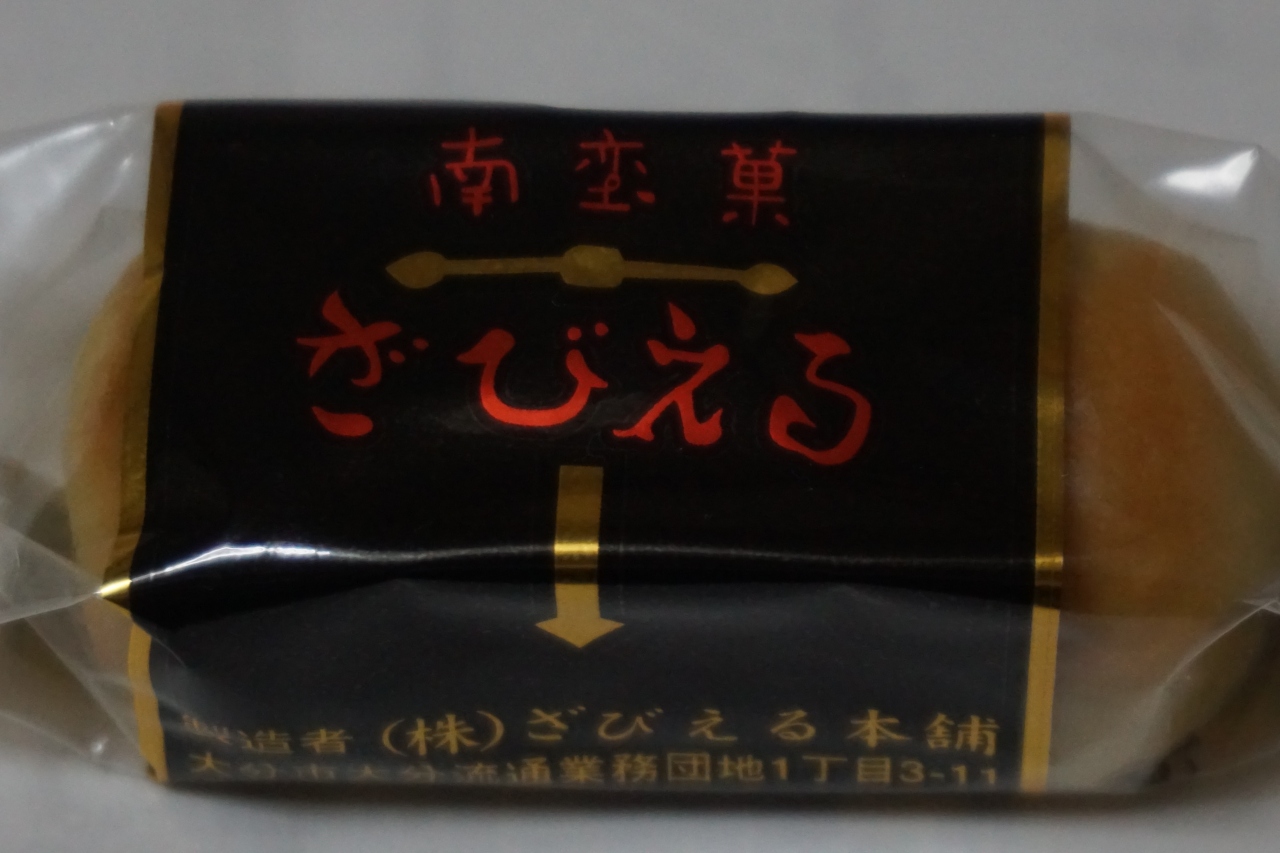 南蛮菓
ざびえる
製造者 (株)ざびえる本舗
大分市大分流通業務団地1丁目3-11